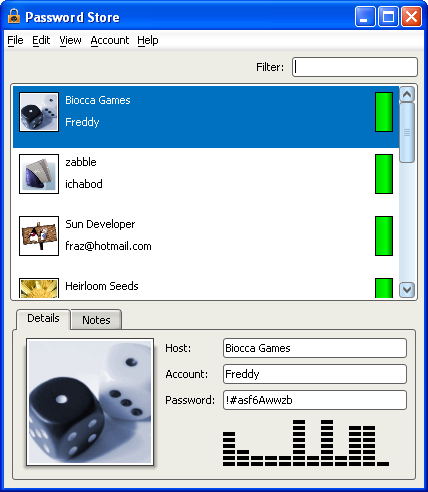 Password Store
File Edit View Account Help
Filter:
Biocca Games
Freddy
zabble
ichabod
Sun Developer
fraz@hotmail.com
Heirloom Seeds
Details Notes
Host: Biocca Games
Account: Freddy
Password: !#asf6Awwzb